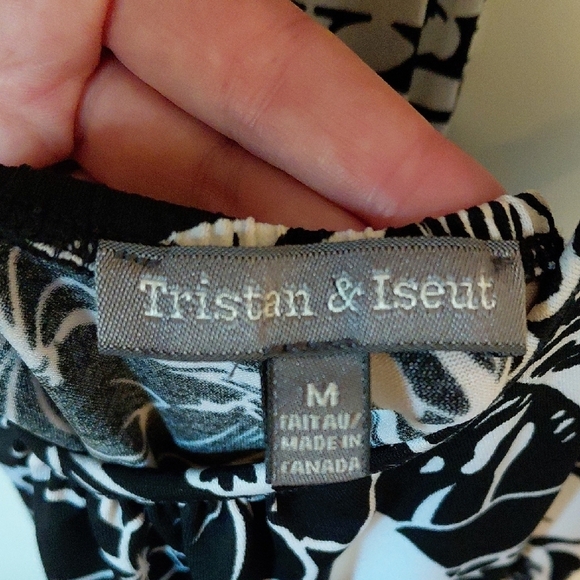 Tristan & Iseut
M
FAIT AU/
MADE IN
CANADA